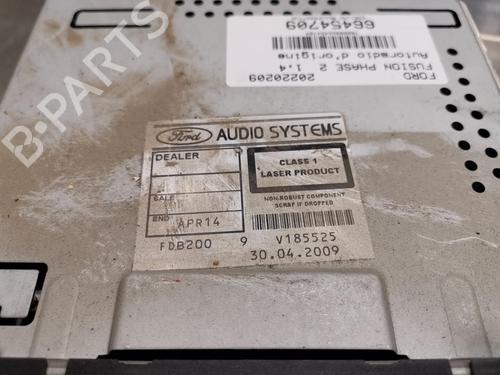 FORD
20220209
FUSION PHASE 2 1.4
Autoradio d'origine
66454709
Ford AUDIO SYSTEMS
DEALER
CLASS 1
LASER PRODUCT
SALE
NON-ROBUST COMPONENT
SCRAP IF DROPPED
END APR14
FDB200 9 V185525
30.04.2009
B-PARTS